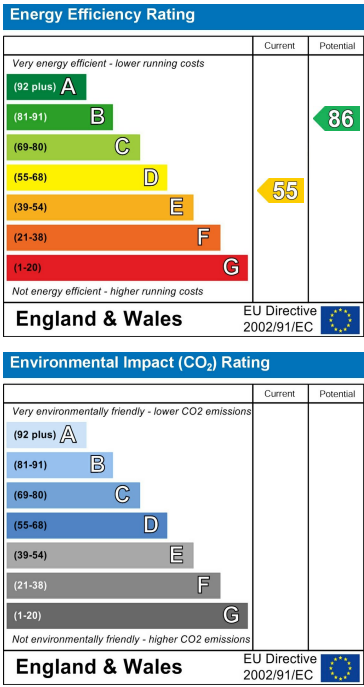 Energy Efficiency Rating
Current Potential
Very energy efficient - lower running costs
(92 plus) A
(81-91) B
86
(69-80) C
(55-68) D
55
(39-54) E
(21-38) F
(1-20) G
Not energy efficient - higher running costs
England & Wales
EU Directive
2002/91/EC
Environmental Impact (CO₂) Rating
Current Potential
Very environmentally friendly - lower CO2 emissions
(92 plus) A
(81-91) B
(69-80) C
(55-68) D
(39-54) E
(21-38) F
(1-20) G
Not environmentally friendly - higher CO2 emissions
England & Wales
EU Directive
2002/91/EC